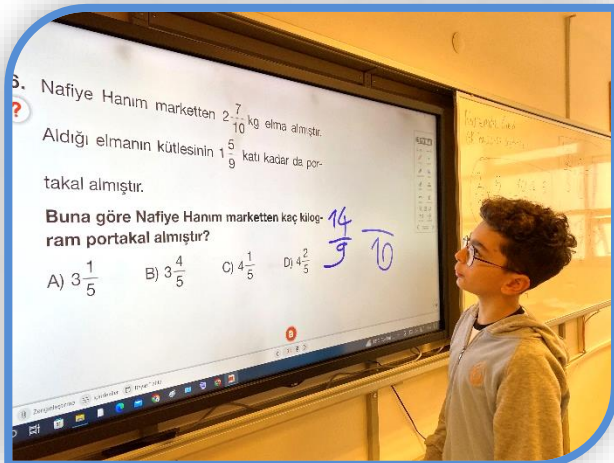 6. Nafiye Hanım marketten 2 7/10 kg elma almıştır.
?
Aldığı elmanın kütlesinin 1 5/9 katı kadar da por-
takal almıştır.
Buna göre Nafiye Hanım marketten kaç kilog-
ram portakal almıştır?
A) 3 1/5 B) 3 4/5 C) 4 1/5 D) 4 2/5
14/9 /10
B